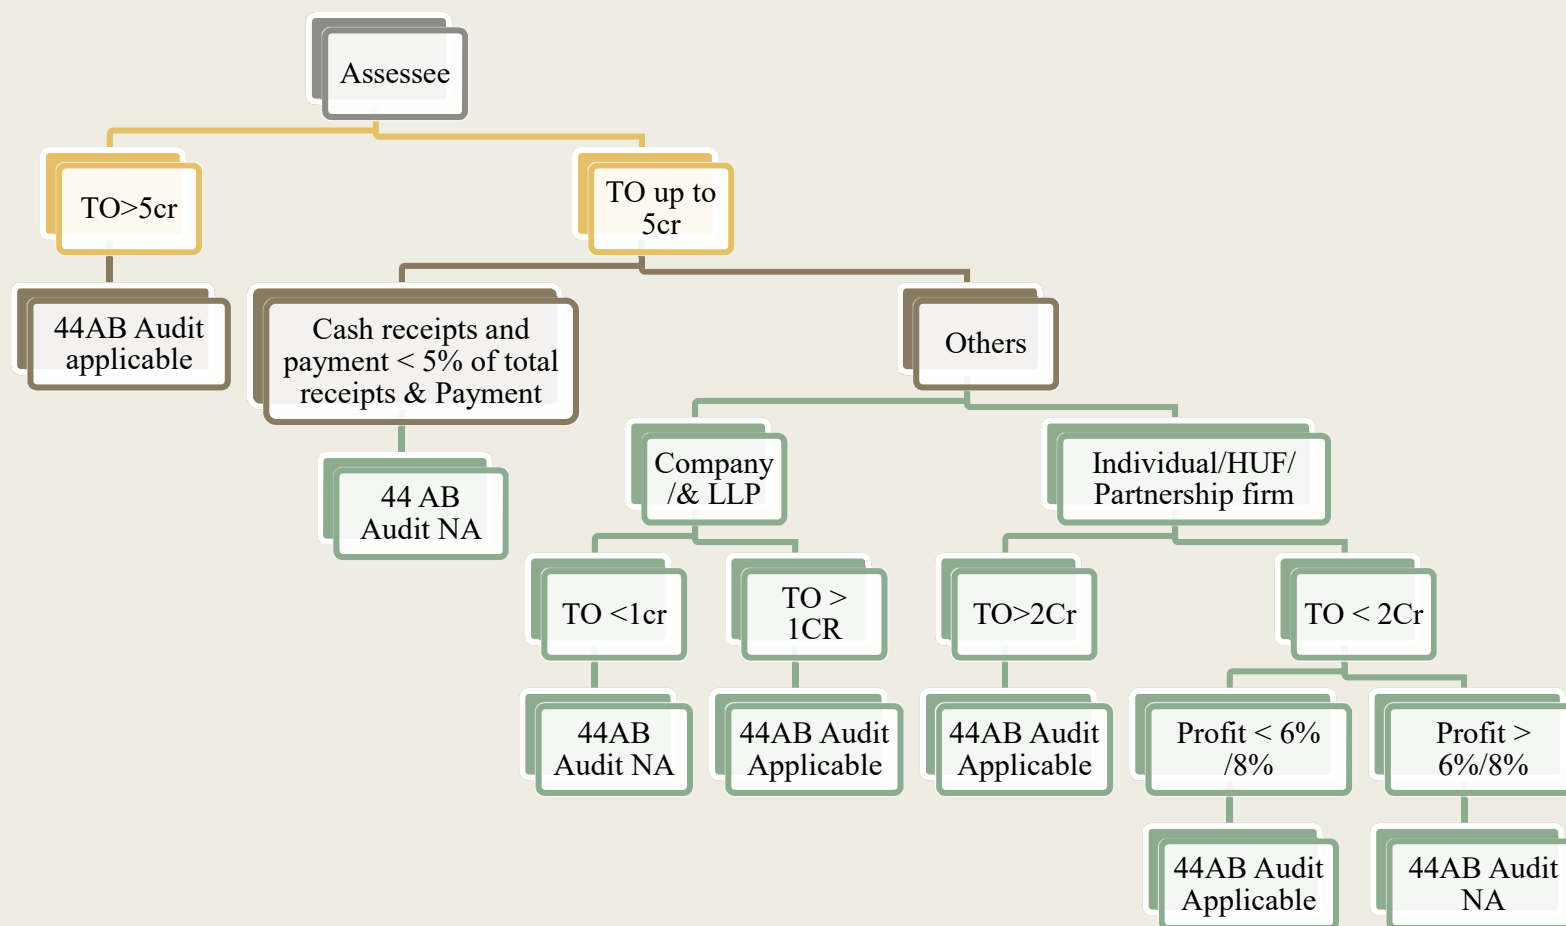 Assessee
TO>5cr
TO up to
5cr
44AB Audit
applicable
Cash receipts and
payment < 5% of total
receipts & Payment
Others
44 AB
Audit NA
Company
/& LLP
Individual/HUF/
Partnership firm
TO <1cr
TO >
1CR
TO>2Cr
TO < 2Cr
44AB
Audit NA
44AB Audit
Applicable
44AB Audit
Applicable
Profit < 6%
/8%
Profit >
6%/8%
44AB Audit
Applicable
44AB Audit
NA